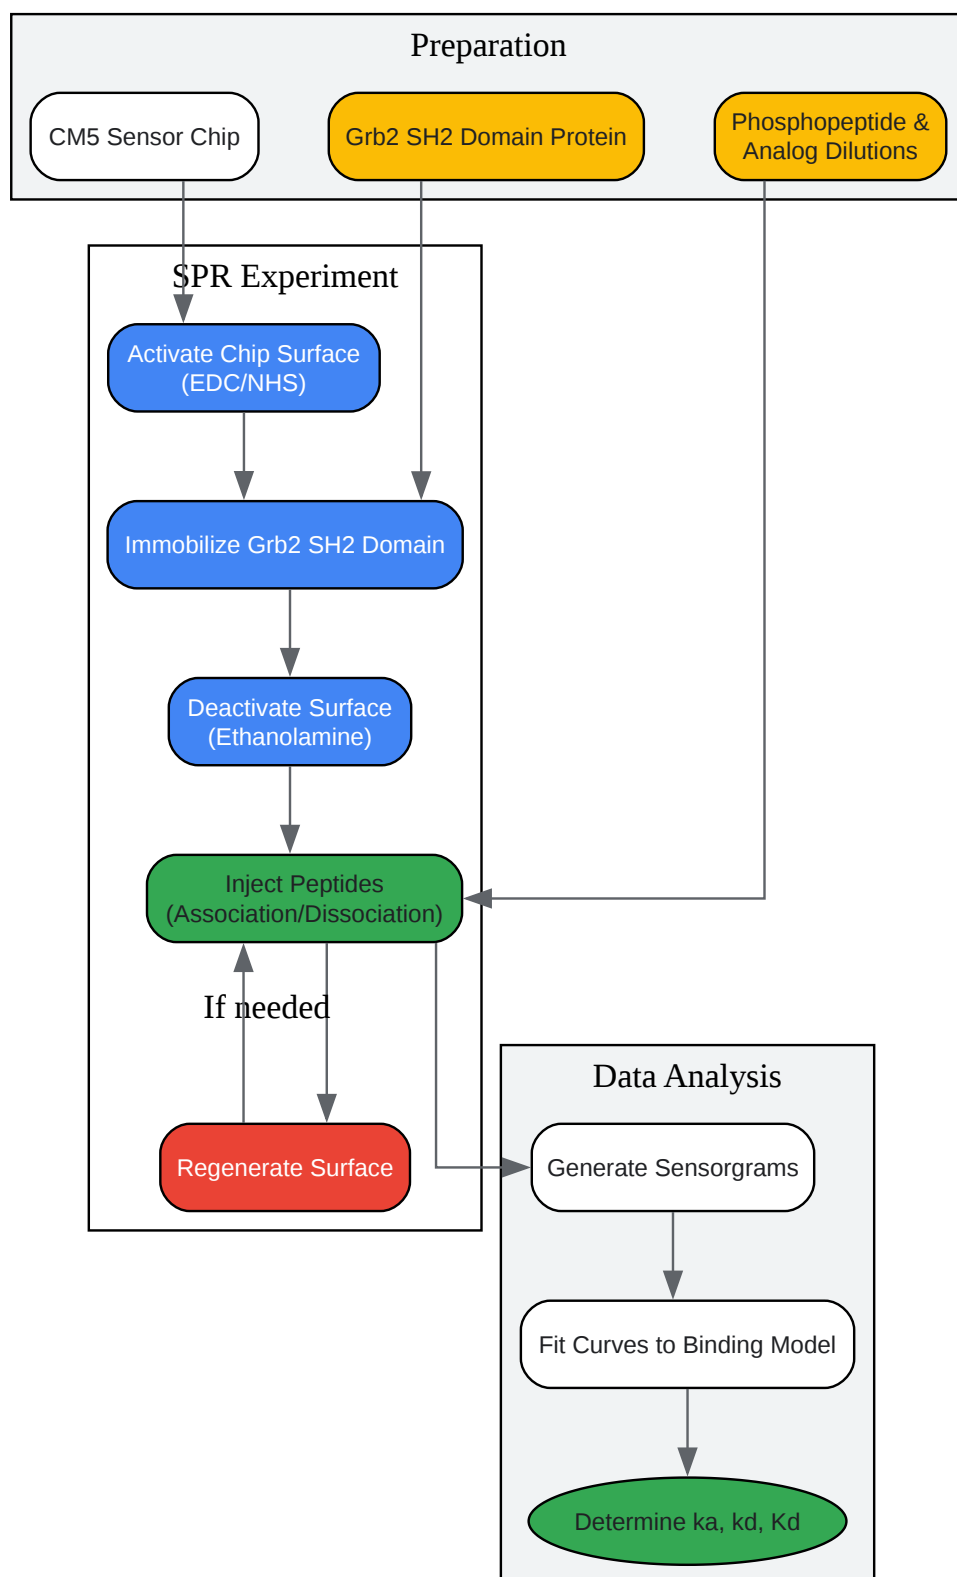 Preparation
CM5 Sensor Chip
Grb2 SH2 Domain Protein
Phosphopeptide &
Analog Dilutions
SPR Experiment
Activate Chip Surface
(EDC/NHS)
Immobilize Grb2 SH2 Domain
Deactivate Surface
(Ethanolamine)
Inject Peptides
(Association/Dissociation)
If needed
Regenerate Surface
Data Analysis
Generate Sensorgrams
Fit Curves to Binding Model
Determine ka, kd, Kd